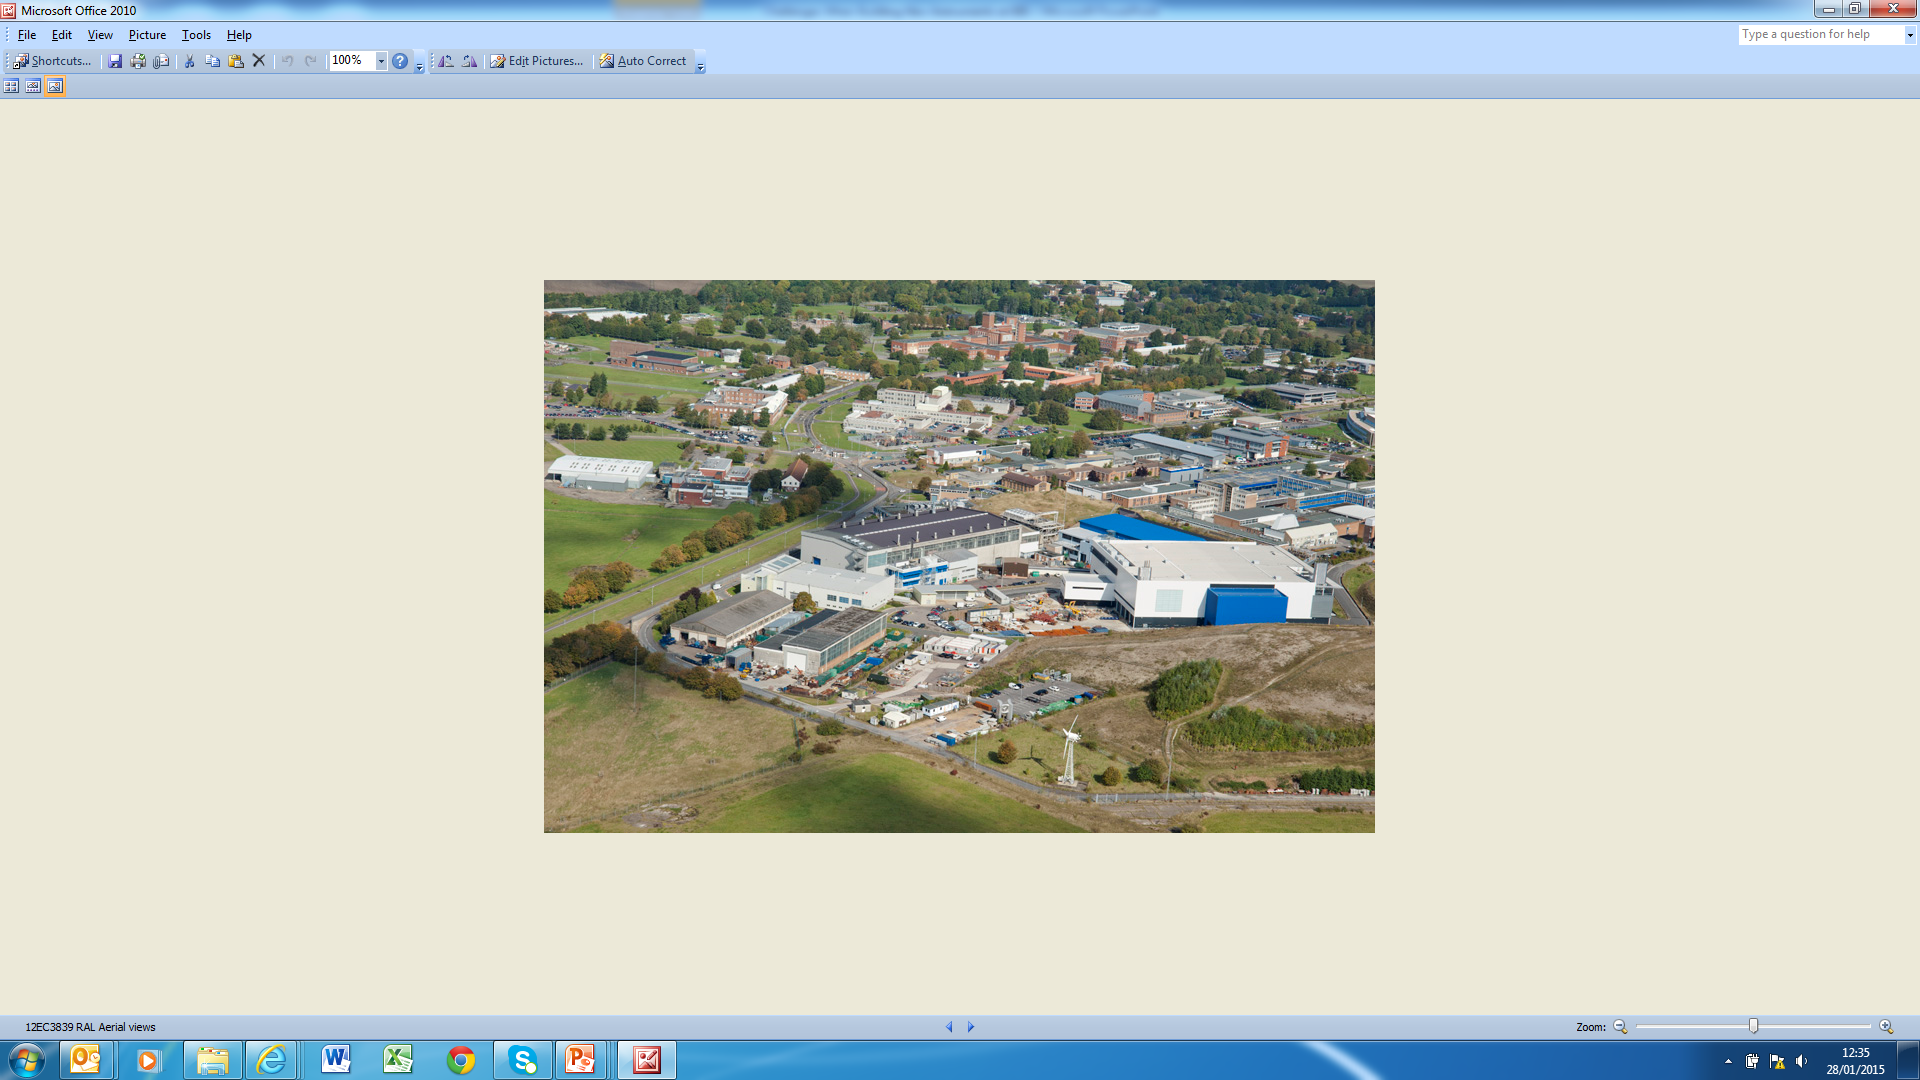 Microsoft Office 2010
File Edit View Picture Tools Help
Type a question for help
Shortcuts... 100% Edit Pictures... Auto Correct
12EC3839 RAL Aerial views
Zoom:
12:35
28/01/2015